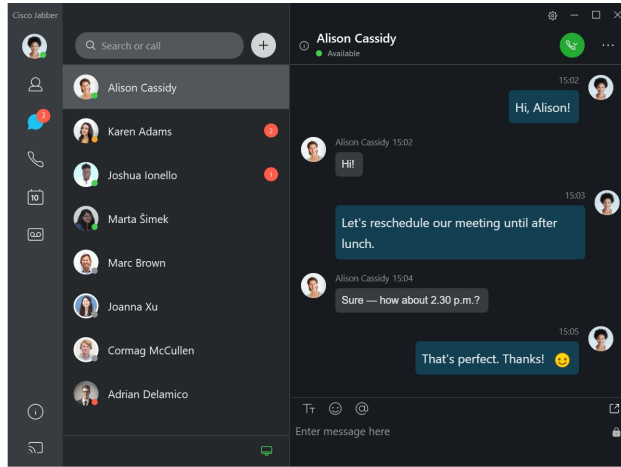 Cisco Jabber
Search or call
Alison Cassidy
Available
3
Alison Cassidy
Karen Adams
2
Joshua Ionello
1
10
Marta Šimek
Marc Brown
Joanna Xu
Cormag McCullen
Adrian Delamico
15:02
Hi, Alison!
Alison Cassidy 15:02
Hi!
15:03
Let's reschedule our meeting until after
lunch.
Alison Cassidy 15:04
Sure — how about 2.30 p.m.?
15:05
That's perfect. Thanks!
Enter message here